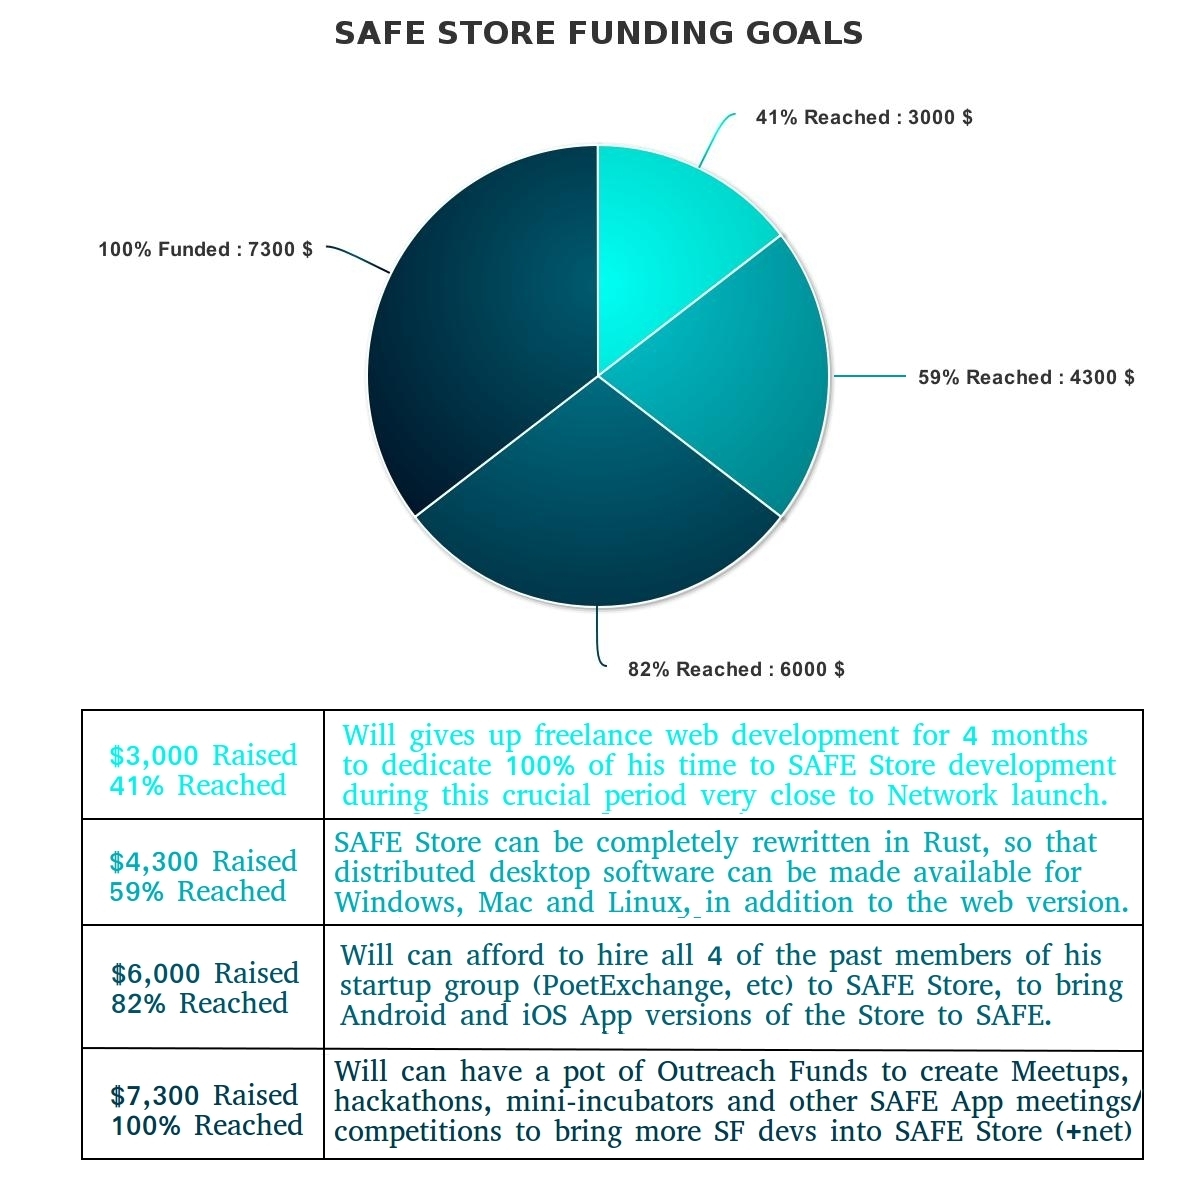 SAFE STORE FUNDING GOALS
41% Reached : 3000 $
100% Funded : 7300 $
59% Reached : 4300 $
82% Reached : 6000 $
$3,000 Raised
41% Reached
Will gives up freelance web development for 4 months
to dedicate 100% of his time to SAFE Store development
during this crucial period very close to Network launch.
$4,300 Raised
59% Reached
SAFE Store can be completely rewritten in Rust, so that
distributed desktop software can be made available for
Windows, Mac and Linux, in addition to the web version.
$6,000 Raised
82% Reached
Will can afford to hire all 4 of the past members of his
startup group (PoetExchange, etc) to SAFE Store, to bring
Android and iOS App versions of the Store to SAFE.
$7,300 Raised
100% Reached
Will can have a pot of Outreach Funds to create Meetups,
hackathons, mini-incubators and other SAFE App meetings/
competitions to bring more SF devs into SAFE Store (+net)